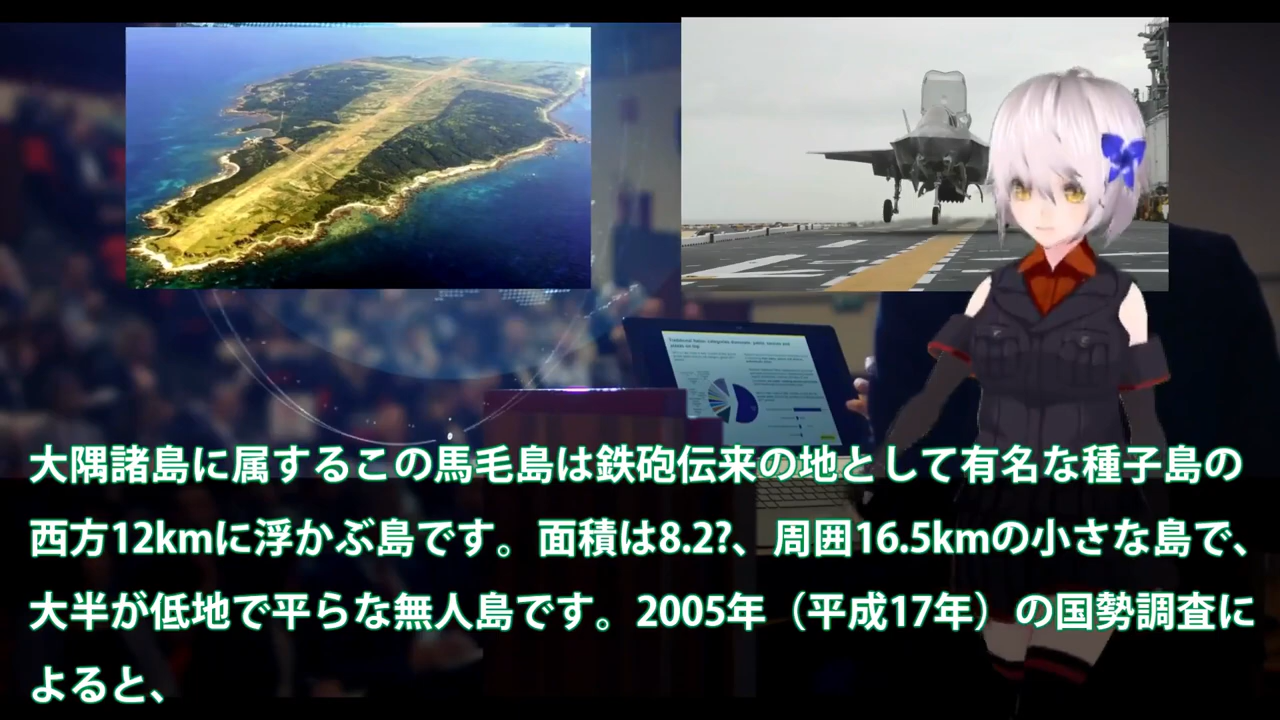 大隅諸島に属するこの馬毛島は鉄砲伝来の地として有名な種子島の
西方12kmに浮かぶ島です。面積は8.2?、周囲16.5kmの小さな島で、
大半が低地で平らな無人島です。2005年（平成17年）の国勢調査に
よると、